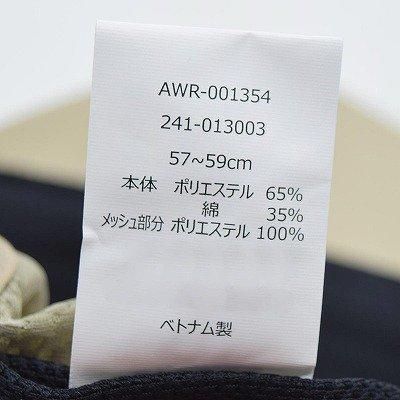 AWR-001354
241-013003
57~59cm
本体 ポリエステル 65%
綿 35%
メッシュ部分 ポリエステル 100%
ベトナム製